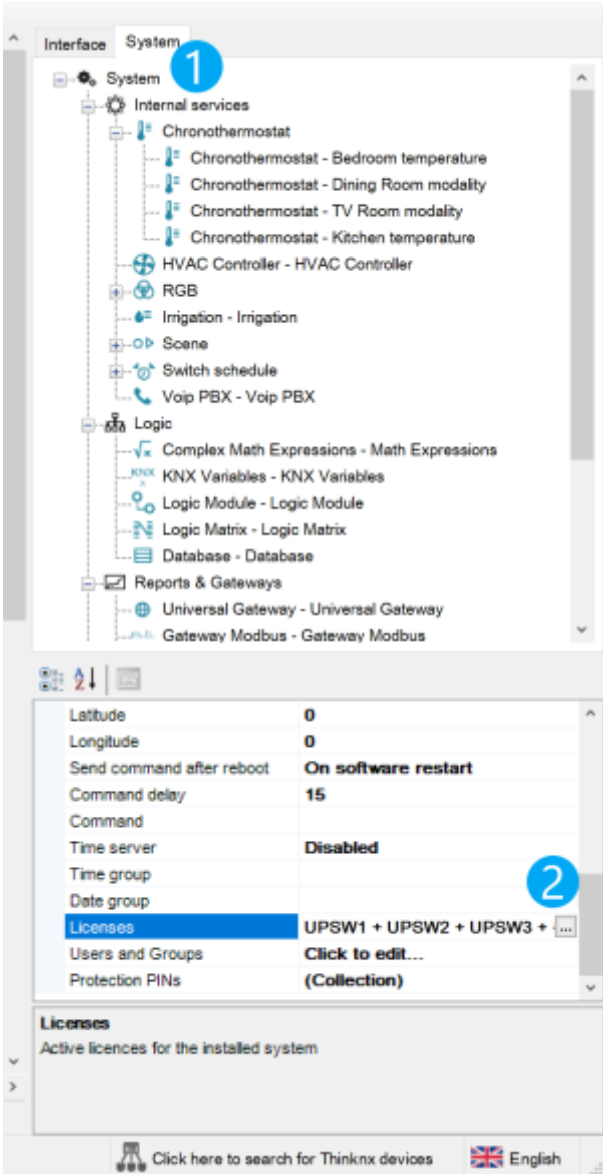 Interface System
1
System
Internal services
Chronothermostat
Chronothermostat - Bedroom temperature
Chronothermostat - Dining Room modality
Chronothermostat - TV Room modality
Chronothermostat - Kitchen temperature
HVAC Controller - HVAC Controller
RGB
Irrigation - Irrigation
Scene
Switch schedule
Voip PBX - Voip PBX
Logic
Complex Math Expressions - Math Expressions
KNX Variables - KNX Variables
Logic Module - Logic Module
Logic Matrix - Logic Matrix
Database - Database
Reports & Gateways
Universal Gateway - Universal Gateway
Gateway Modbus - Gateway Modbus
Latitude 0
Longitude 0
Send command after reboot On software restart
Command delay 15
Command
Time server Disabled
Time group
2
Date group
Licenses UPSW1 + UPSW2 + UPSW3 + ...
Users and Groups Click to edit...
Protection PINs (Collection)
Licenses
Active licences for the installed system
Click here to search for Thinknx devices English